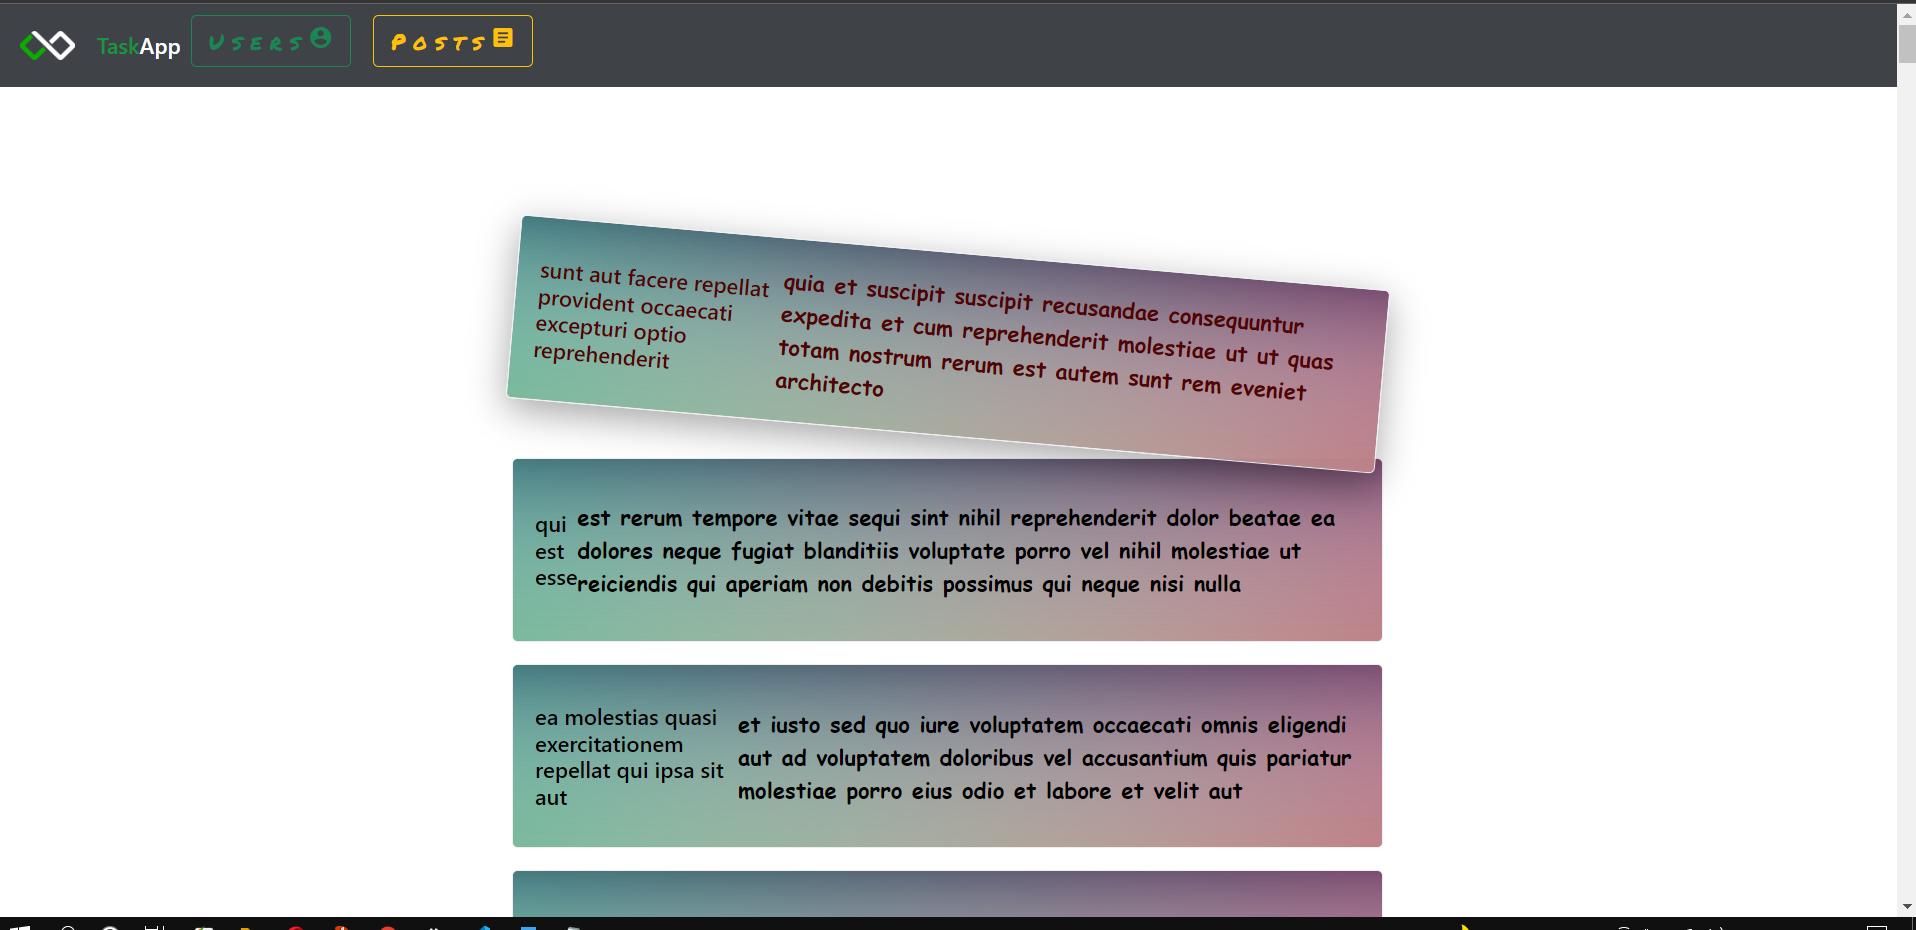 TaskApp
Users
Posts
sunt aut facere repellat
provident occaecati
excepturi optio
reprehenderit
quia et suscipit suscipit recusandae consequuntur
expedita et cum reprehenderit molestiae ut ut quas
totam nostrum rerum est autem sunt rem eveniet
architecto
qui
est
esse
est rerum tempore vitae sequi sint nihil reprehenderit dolor beatae ea
dolores neque fugiat blanditiis voluptate porro vel nihil molestiae ut
reiciendis qui aperiam non debitis possimus qui neque nisi nulla
ea molestias quasi
exercitationem
repellat qui ipsa sit
aut
et iusto sed quo iure voluptatem occaecati omnis eligendi
aut ad voluptatem doloribus vel accusantium quis pariatur
molestiae porro eius odio et labore et velit aut